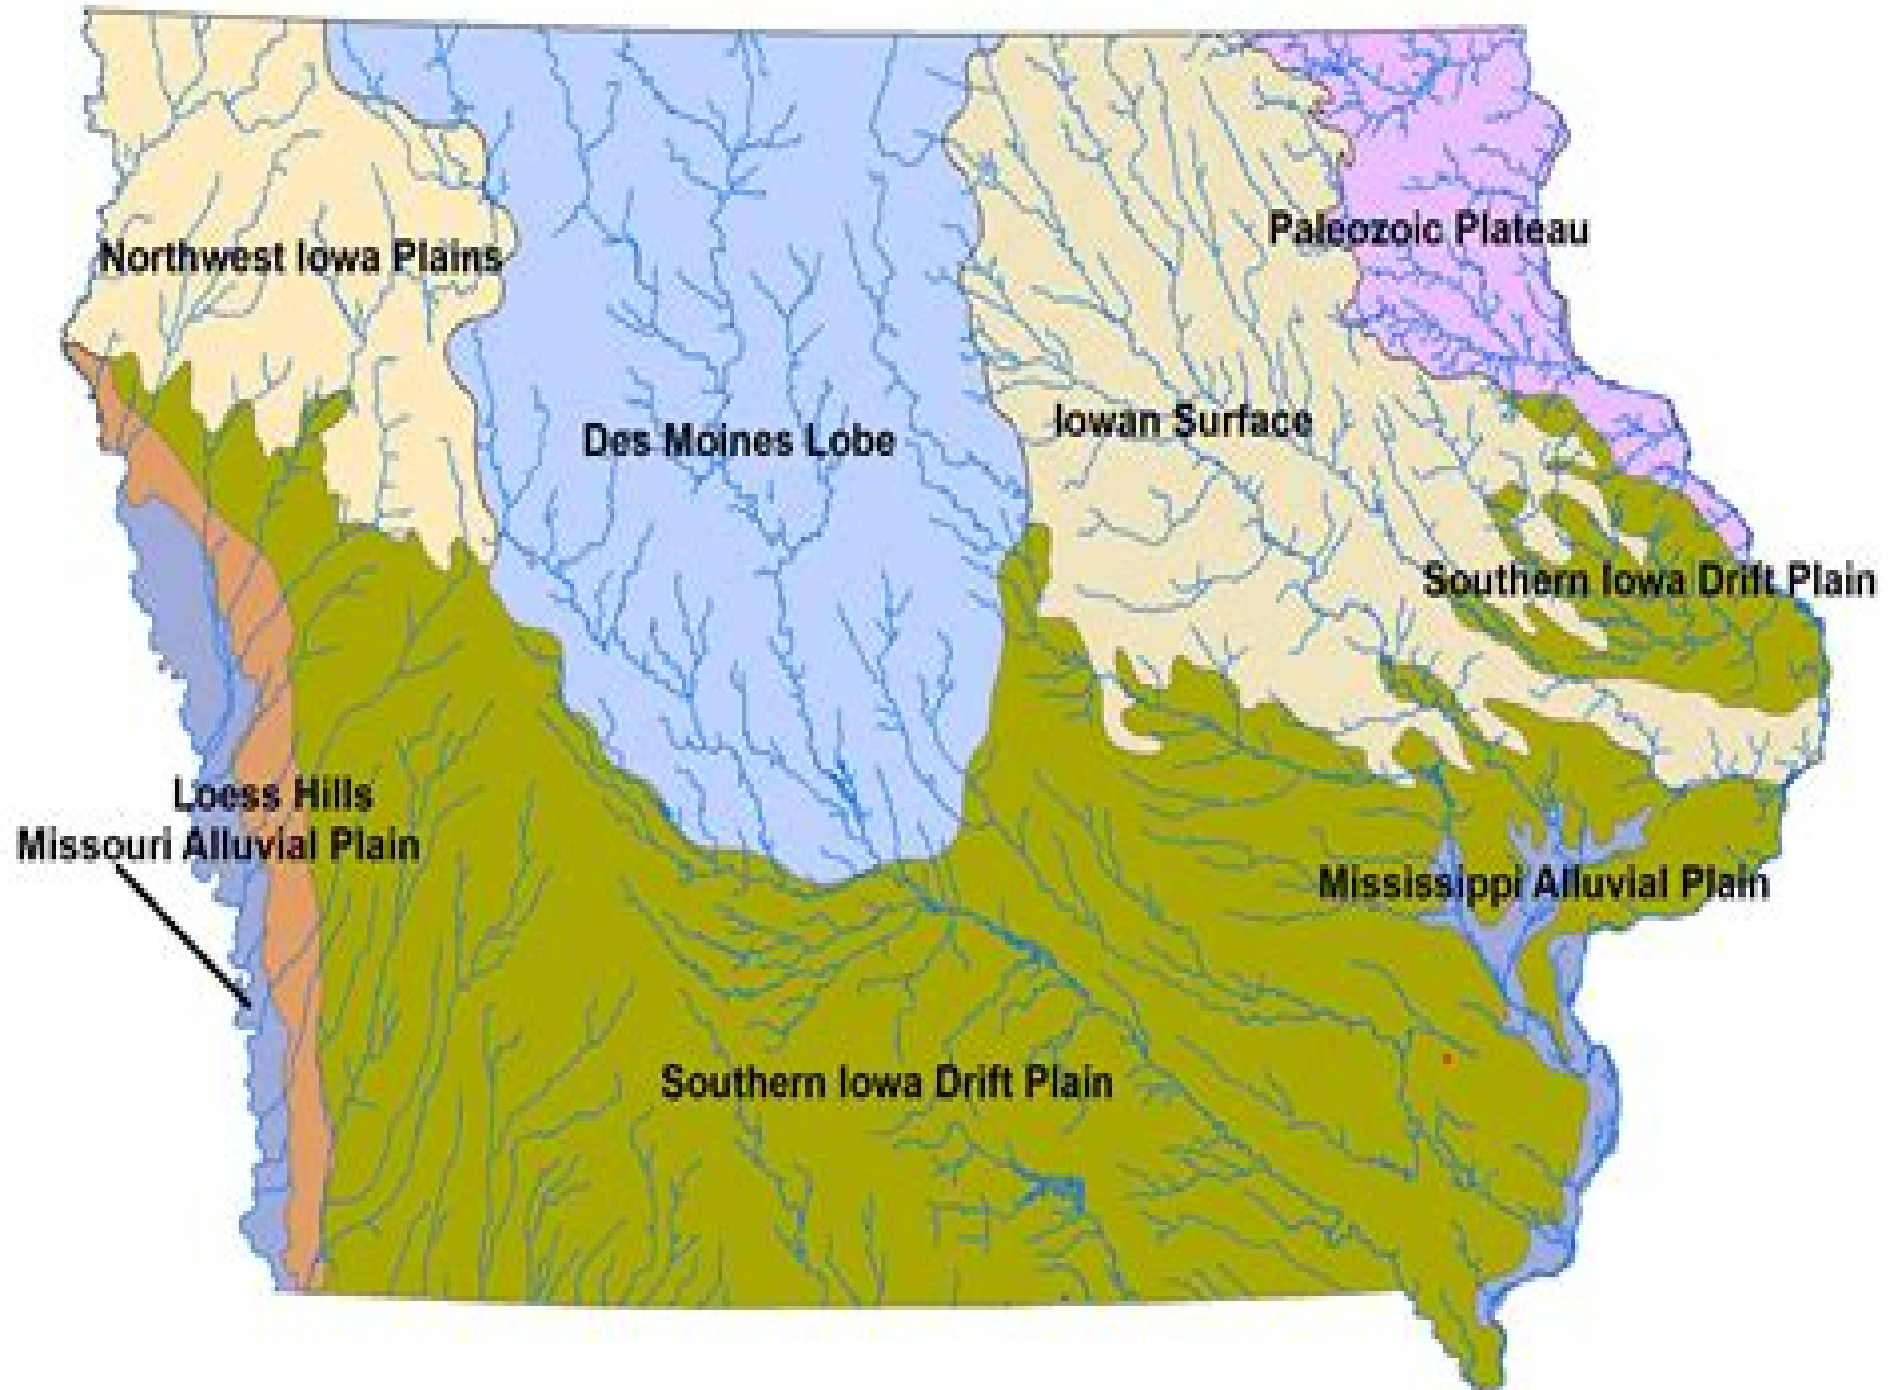 Paleozoic Plateau
Northwest Iowa Plains
Iowan Surface
Des Moines Lobe
Southern Iowa Drift Plain
Loess Hills
Missouri Alluvial Plain
Mississippi Alluvial Plain
Southern Iowa Drift Plain